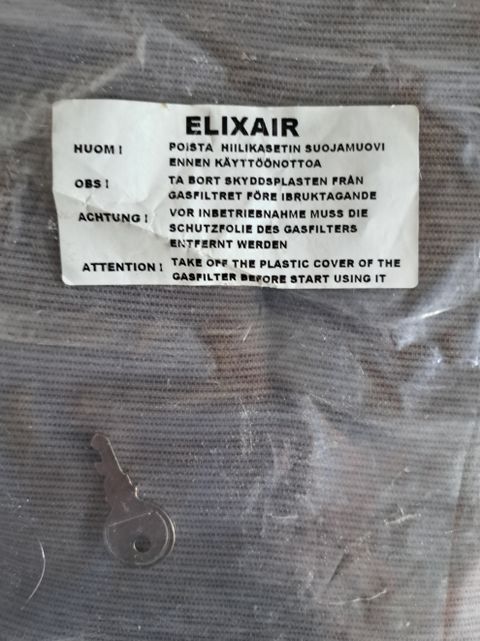 ELIXAIR
HUOM! POISTA HIILIKASETIN SUOJAMUOVI
ENNEN KÄYTTÖÖNOTTOA
OBS! TA BORT SKYDDSPLASTEN FRÅN
GASFILTRET FÖRE IBRUKTAGANDE
ACHTUNG! VOR INBETRIEBNAHME MUSS DIE
SCHUTZFOLIE DES GASFILTERS
ENTFERNT WERDEN
ATTENTION! TAKE OFF THE PLASTIC COVER OF THE
GASFILTER BEFORE START USING IT